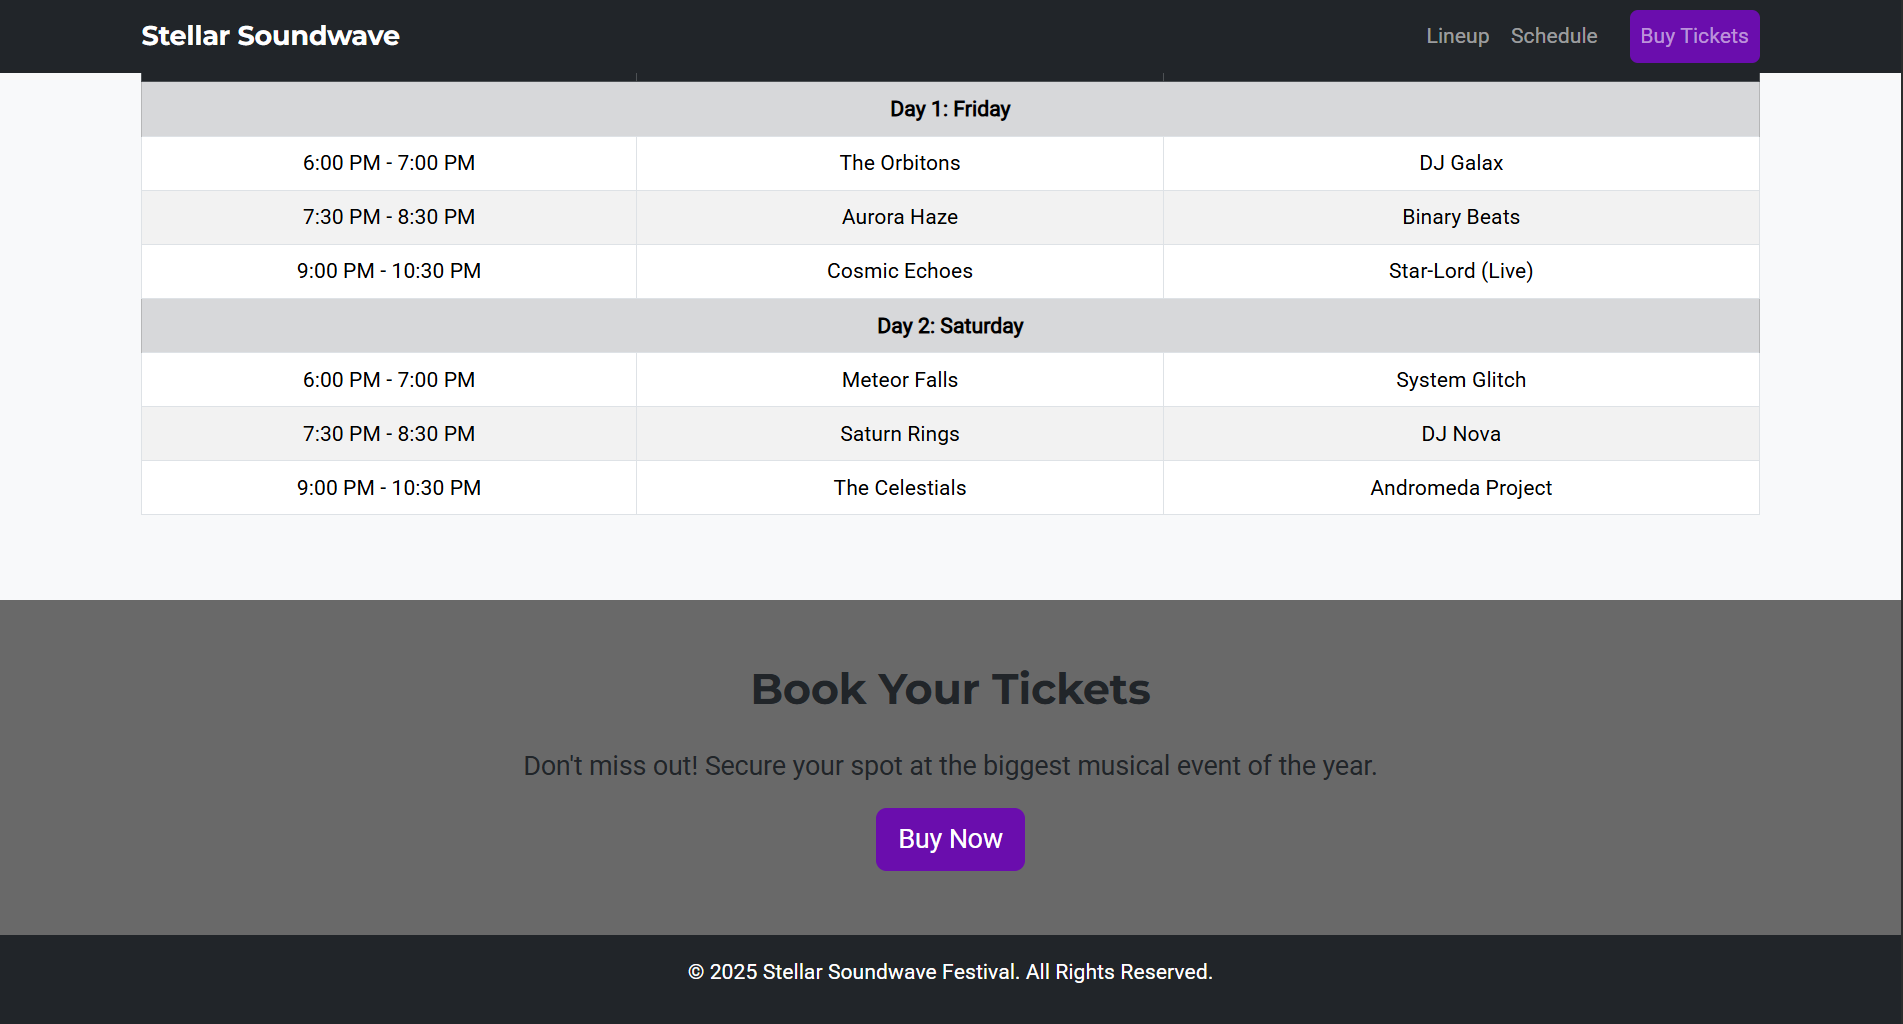 Stellar Soundwave Lineup Schedule Buy Tickets
Day 1: Friday
6:00 PM - 7:00 PM The Orbitons DJ Galax
7:30 PM - 8:30 PM Aurora Haze Binary Beats
9:00 PM - 10:30 PM Cosmic Echoes Star-Lord (Live)
Day 2: Saturday
6:00 PM - 7:00 PM Meteor Falls System Glitch
7:30 PM - 8:30 PM Saturn Rings DJ Nova
9:00 PM - 10:30 PM The Celestials Andromeda Project
Book Your Tickets
Don't miss out! Secure your spot at the biggest musical event of the year.
Buy Now
© 2025 Stellar Soundwave Festival. All Rights Reserved.